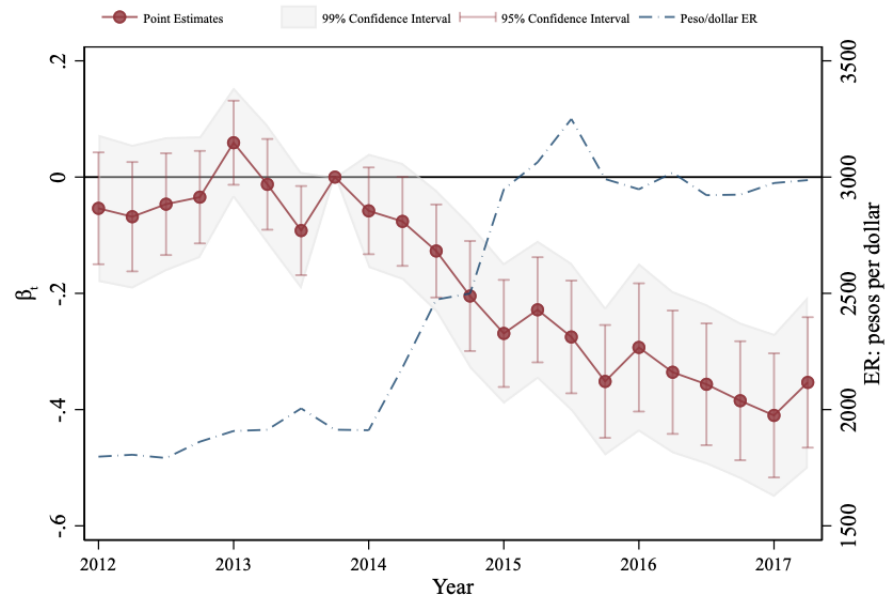 Point Estimates 99% Confidence Interval 95% Confidence Interval Peso/dollar ER
.2
0
-.2
-.4
-.6
βt
3500
3000
2500
2000
1500
ER: pesos per dollar
2012 2013 2014 2015 2016 2017
Year